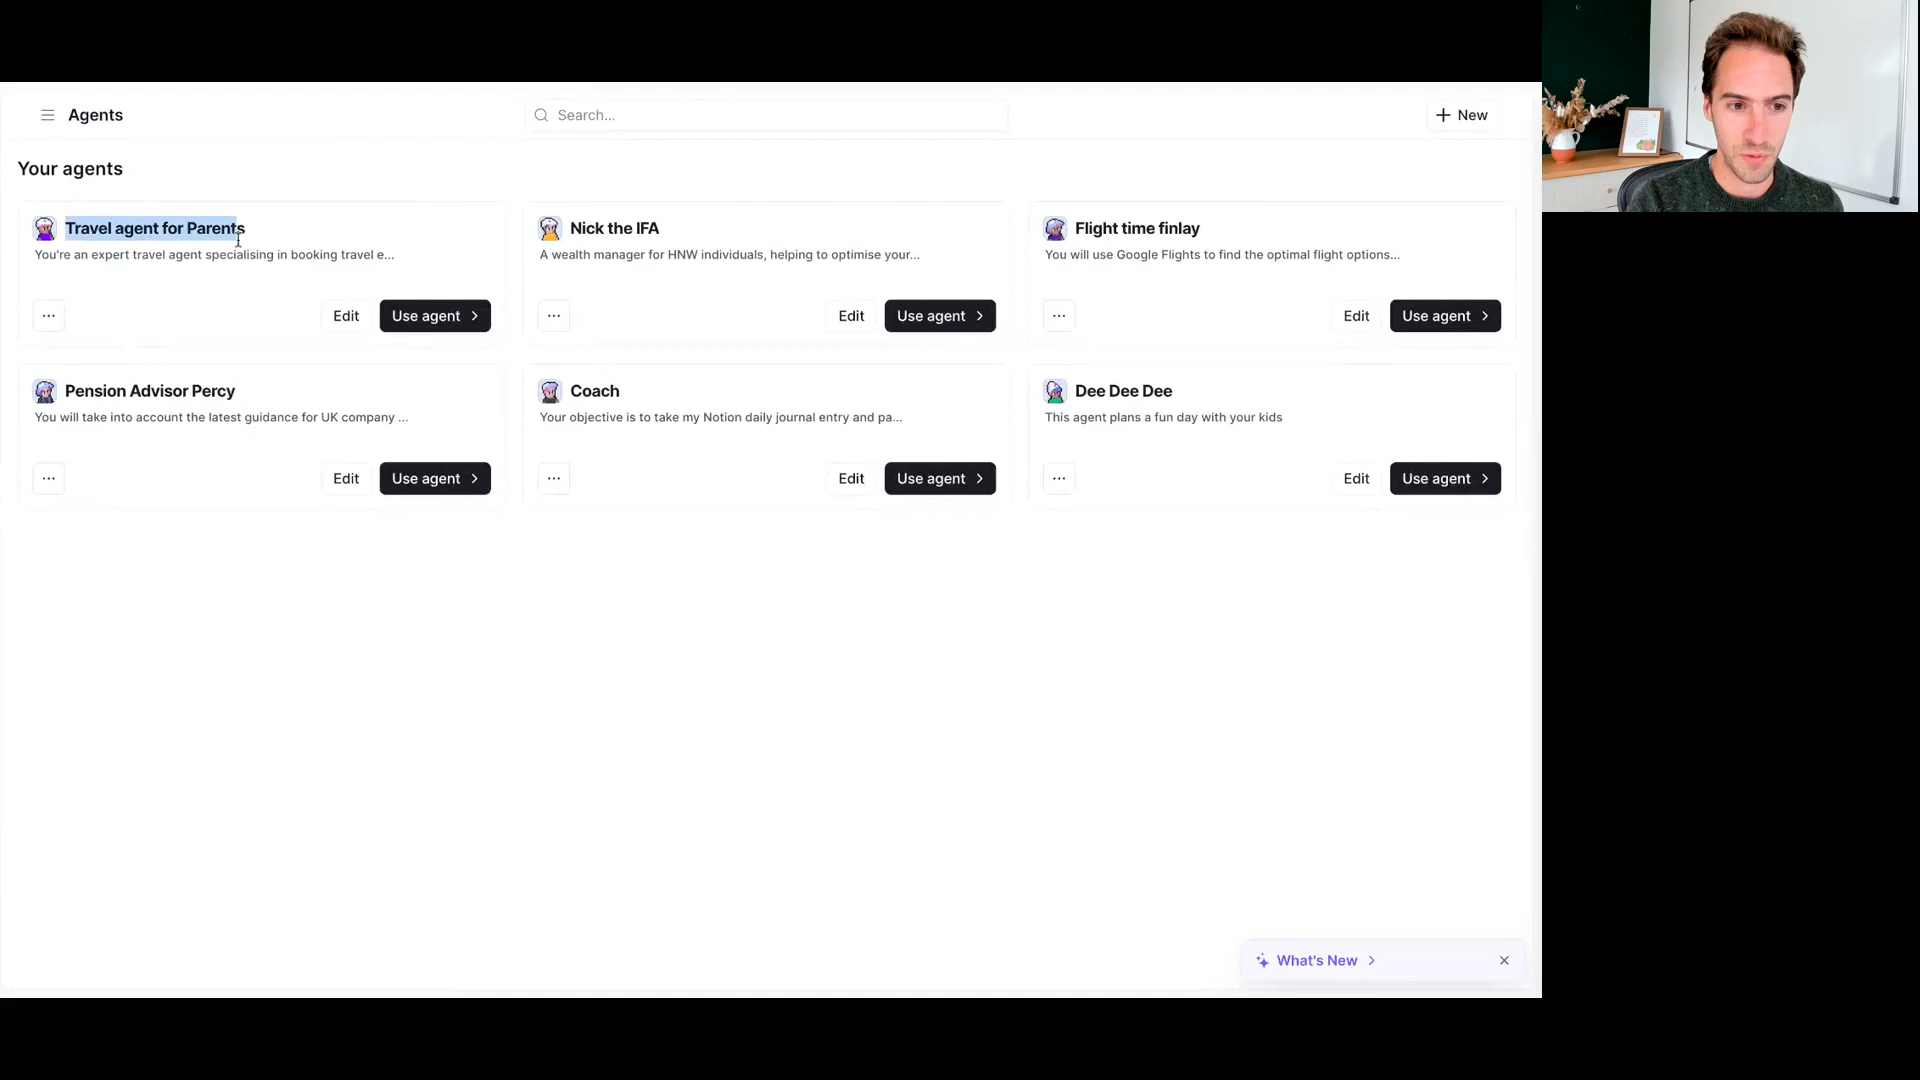 Agents
Search...
New
Your agents
Travel agent for Parents
You're an expert travel agent specialising in booking travel e...
...
Edit
Use agent
Nick the IFA
A wealth manager for HNW individuals, helping to optimise your...
...
Edit
Use agent
Flight time finlay
You will use Google Flights to find the optimal flight options...
...
Edit
Use agent
Pension Advisor Percy
You will take into account the latest guidance for UK company ...
...
Edit
Use agent
Coach
Your objective is to take my Notion daily journal entry and pa...
...
Edit
Use agent
Dee Dee Dee
This agent plans a fun day with your kids
...
Edit
Use agent
What's New